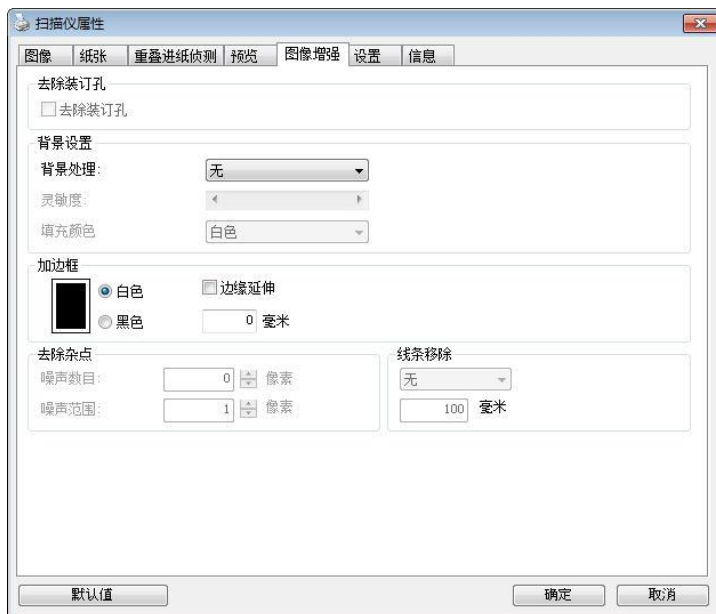 扫描仪属性
图像 纸张 重叠进纸侦测 预览 图像增强 设置 信息
去除装订孔
去除装订孔
背景设置
背景处理: 无
灵敏度:
填充颜色 白色
加边框
白色 边缘延伸
黑色 0 毫米
去除杂点 线条移除
噪声数目: 0 像素 无
噪声范围: 1 像素 100 毫米
默认值 确定 取消